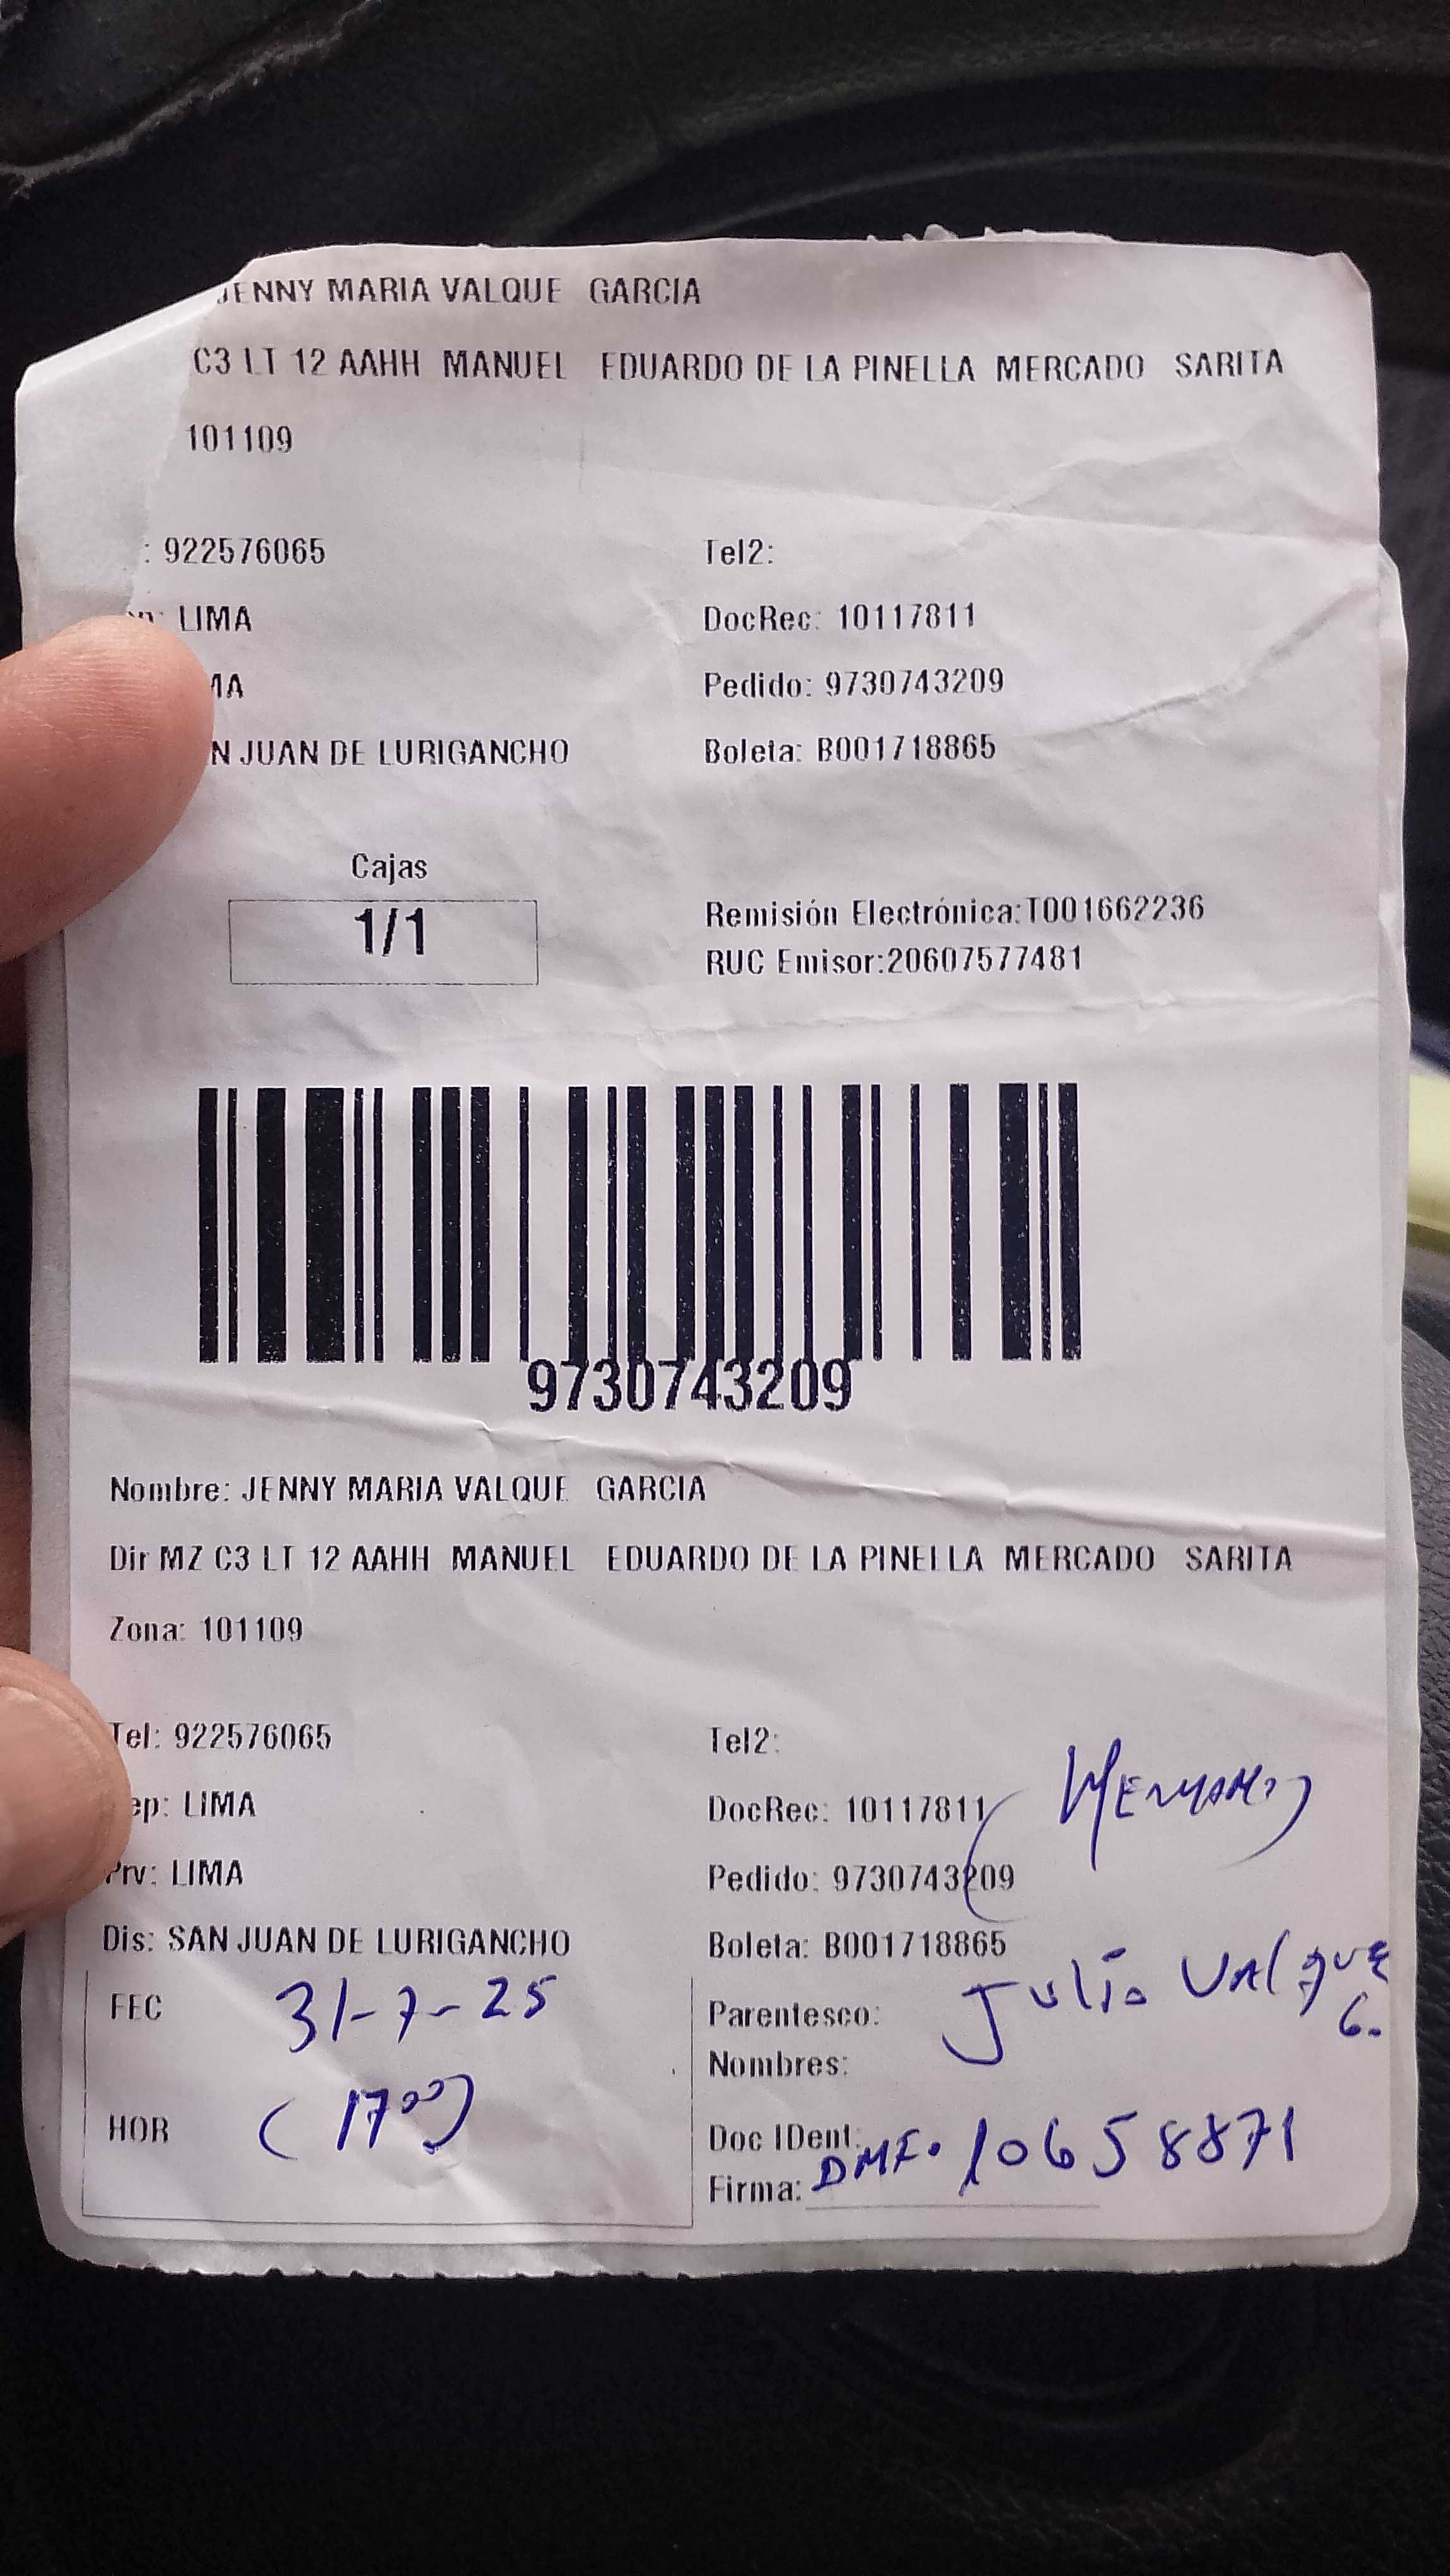 JENNY MARIA VALQUE GARCIA
C3 LT 12 AAHH MANUEL EDUARDO DE LA PINELLA MERCADO SARITA
101109
: 922576065 Tel2:
LIMA DocRec: 10117811
MA Pedido: 9730743209
N JUAN DE LURIGANCHO Boleta: B001718865
Cajas
1/1
Remisión Electrónica:T001662236
RUC Emisor:20607577481
9730743209
Nombre: JENNY MARIA VALQUE GARCIA
Dir MZ C3 LT 12 AAHH MANUEL EDUARDO DE LA PINELLA MERCADO SARITA
Zona: 101109
Tel: 922576065 Tel2:
ep: LIMA DocRec: 10117811
Prv: LIMA Pedido: 9730743209
Dis: SAN JUAN DE LURIGANCHO Boleta: B001718865
FEC 31-7-25 Parentesco: Julio Valque G.
Nombres:
HOR (17 00) Doc IDent: 10658871
Firma: